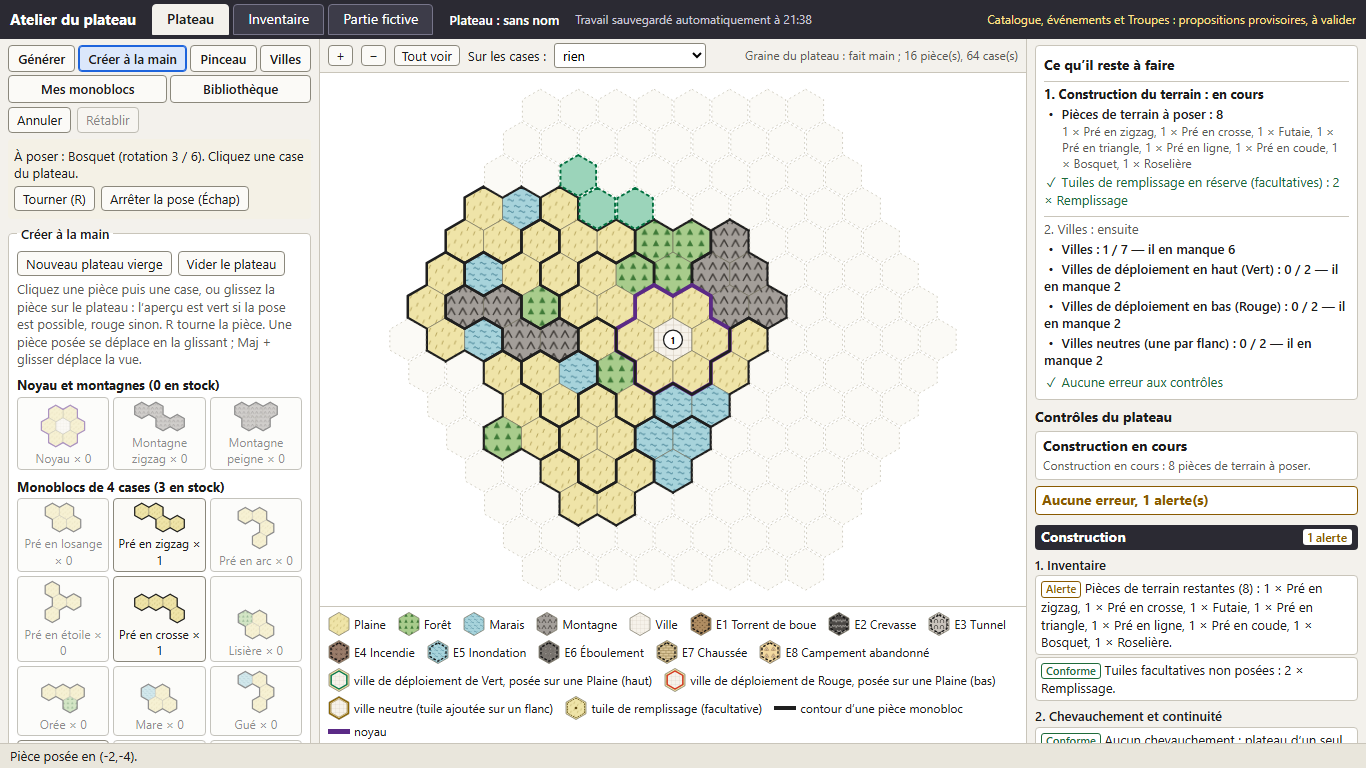 Atelier du plateau
Plateau
Inventaire
Partie fictive
Plateau : sans nom
Travail sauvegardé automatiquement à 21:38
Catalogue, événements et Troupes : propositions provisoires, à valider
Générer
Créer à la main
Pinceau
Villes
Mes monoblocs
Bibliothèque
Annuler
Rétablir
À poser : Bosquet (rotation 3 / 6). Cliquez une case
du plateau.
Tourner (R)
Arrêter la pose (Échap)
Créer à la main
Nouveau plateau vierge
Vider le plateau
Cliquez une pièce puis une case, ou glissez la
pièce sur le plateau : l'aperçu est vert si la pose
est possible, rouge sinon. R tourne la pièce. Une
pièce posée se déplace en la glissant ; Maj +
glisser déplace la vue.
Noyau et montagnes (0 en stock)
Noyau × 0
Montagne
zigzag × 0
Montagne
peigne × 0
Monoblocs de 4 cases (3 en stock)
Pré en losange
× 0
Pré en zigzag ×
1
Pré en arc × 0
Pré en étoile ×
0
Pré en crosse ×
1
Lisière × 0
Orée × 0
Mare × 0
Gué × 0
Pièce posée en (-2,-4).
+
−
Tout voir
Sur les cases :
rien
Graine du plateau : fait main ; 16 pièce(s), 64 case(s)
1
Plaine
Forêt
Marais
Montagne
Ville
E1 Torrent de boue
E2 Crevasse
E3 Tunnel
E4 Incendie
E5 Inondation
E6 Éboulement
E7 Chaussée
E8 Campement abandonné
ville de déploiement de Vert, posée sur une Plaine (haut)
ville de déploiement de Rouge, posée sur une Plaine (bas)
ville neutre (tuile ajoutée sur un flanc)
tuile de remplissage (facultative)
contour d'une pièce monobloc
noyau
Ce qu'il reste à faire
1. Construction du terrain : en cours
• Pièces de terrain à poser : 8
1 × Pré en zigzag, 1 × Pré en crosse, 1 × Futaie, 1 ×
Pré en triangle, 1 × Pré en ligne, 1 × Pré en coude, 1
× Bosquet, 1 × Roselière
✓ Tuiles de remplissage en réserve (facultatives) : 2
× Remplissage
2. Villes : ensuite
• Villes : 1 / 7 — il en manque 6
• Villes de déploiement en haut (Vert) : 0 / 2 — il
en manque 2
• Villes de déploiement en bas (Rouge) : 0 / 2 — il
en manque 2
• Villes neutres (une par flanc) : 0 / 2 — il en
manque 2
✓ Aucune erreur aux contrôles
Contrôles du plateau
Construction en cours
Construction en cours : 8 pièces de terrain à poser.
Aucune erreur, 1 alerte(s)
Construction
1 alerte
1. Inventaire
Alerte Pièces de terrain restantes (8) : 1 × Pré en
zigzag, 1 × Pré en crosse, 1 × Futaie, 1 × Pré en
triangle, 1 × Pré en ligne, 1 × Pré en coude, 1 ×
Bosquet, 1 × Roselière.
Conforme Tuiles facultatives non posées : 2 ×
Remplissage.
2. Chevauchement et continuité
Conforme Aucun chevauchement : plateau d'un seul